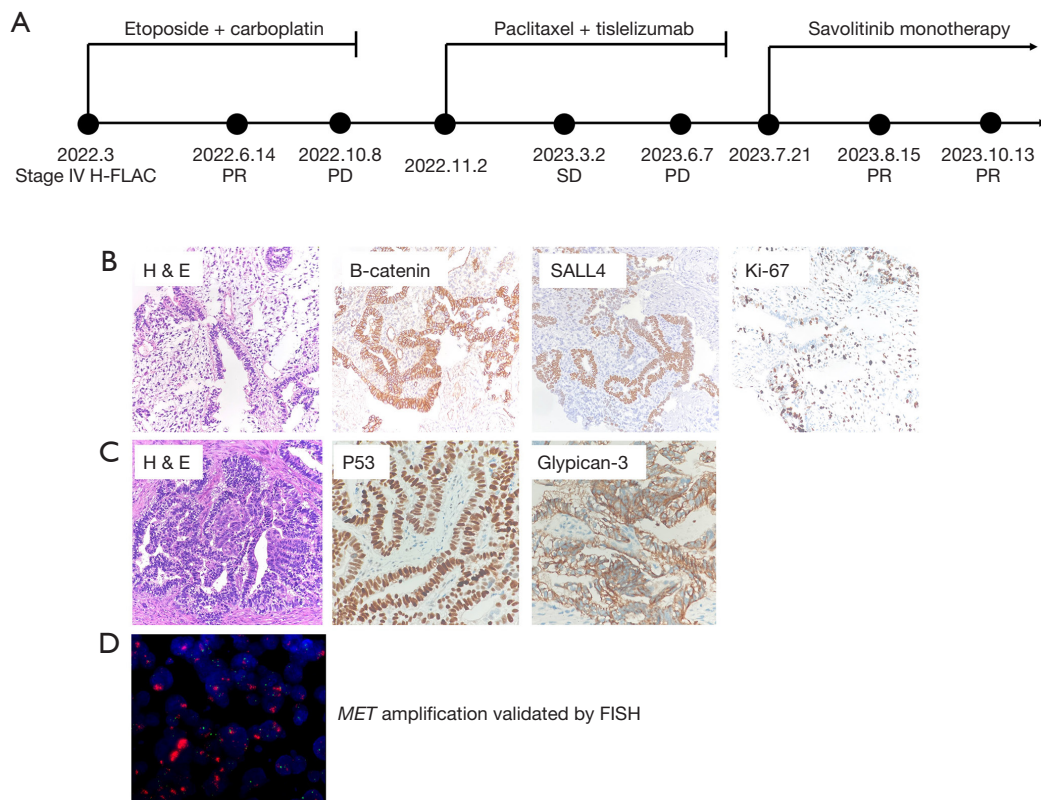 A
Etoposide + carboplatin
Paclitaxel + tislelizumab
Savolitinib monotherapy
2022.3
Stage IV H-FLAC
2022.6.14
PR
2022.10.8
PD
2022.11.2
2023.3.2
SD
2023.6.7
PD
2023.7.21
2023.8.15
PR
2023.10.13
PR
B
H & E
B-catenin
SALL4
Ki-67
C
H & E
P53
Glypican-3
D
MET amplification validated by FISH